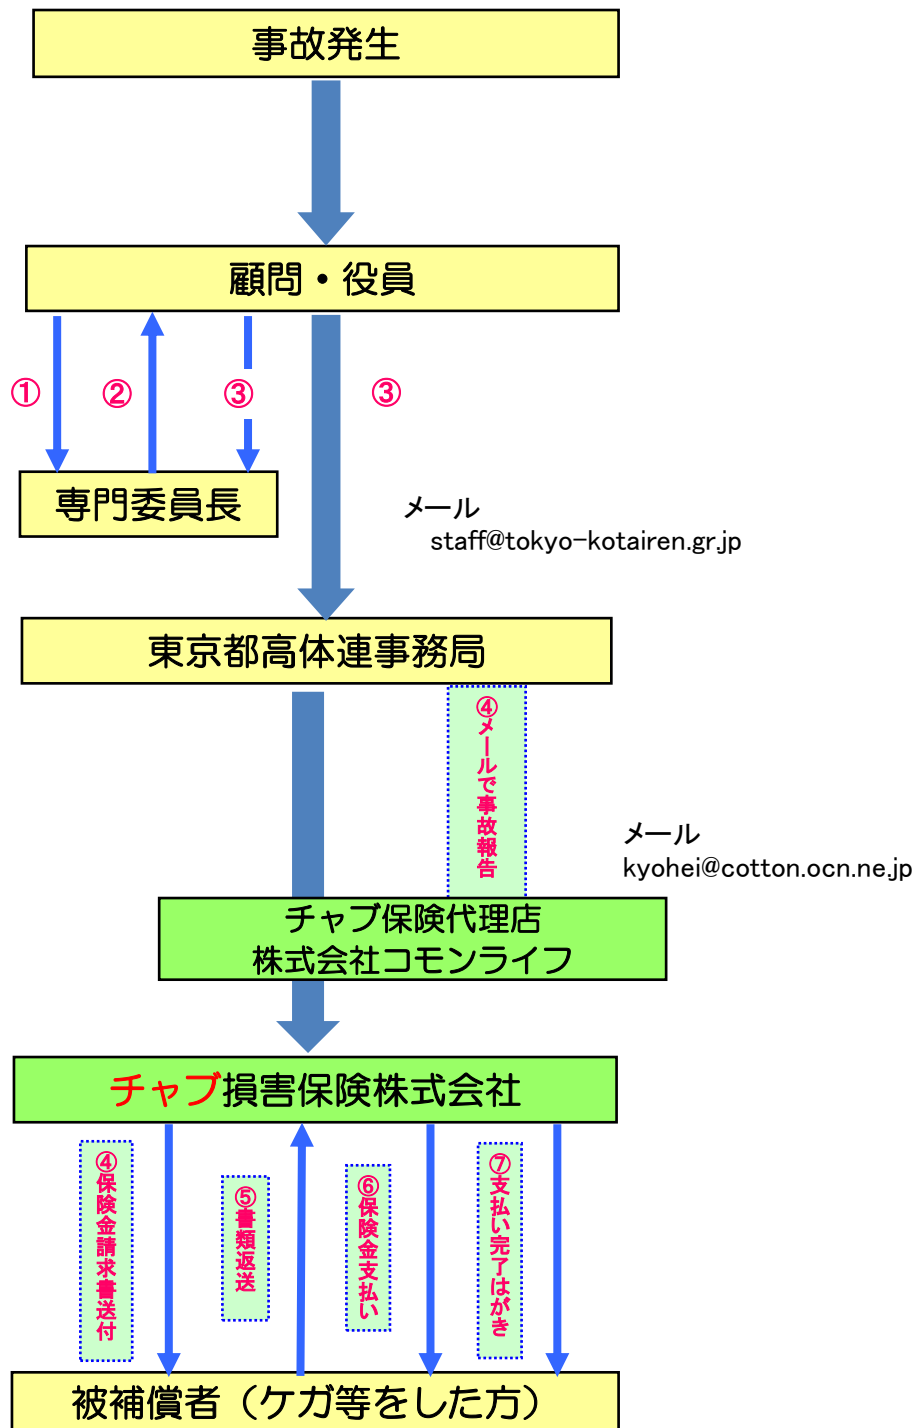 事故発生
顧問・役員
①
②
③
③
専門委員長
メール
staff@tokyo-kotairen.gr.jp
東京都高体連事務局
④メールで事故報告
メール
kyohei@cotton.ocn.ne.jp
チャブ保険代理店
株式会社コモンライフ
チャブ損害保険株式会社
④保険金請求書送付
⑤書類返送
⑥保険金支払い
⑦支払い完了はがき
被補償者（ケガ等をした方）